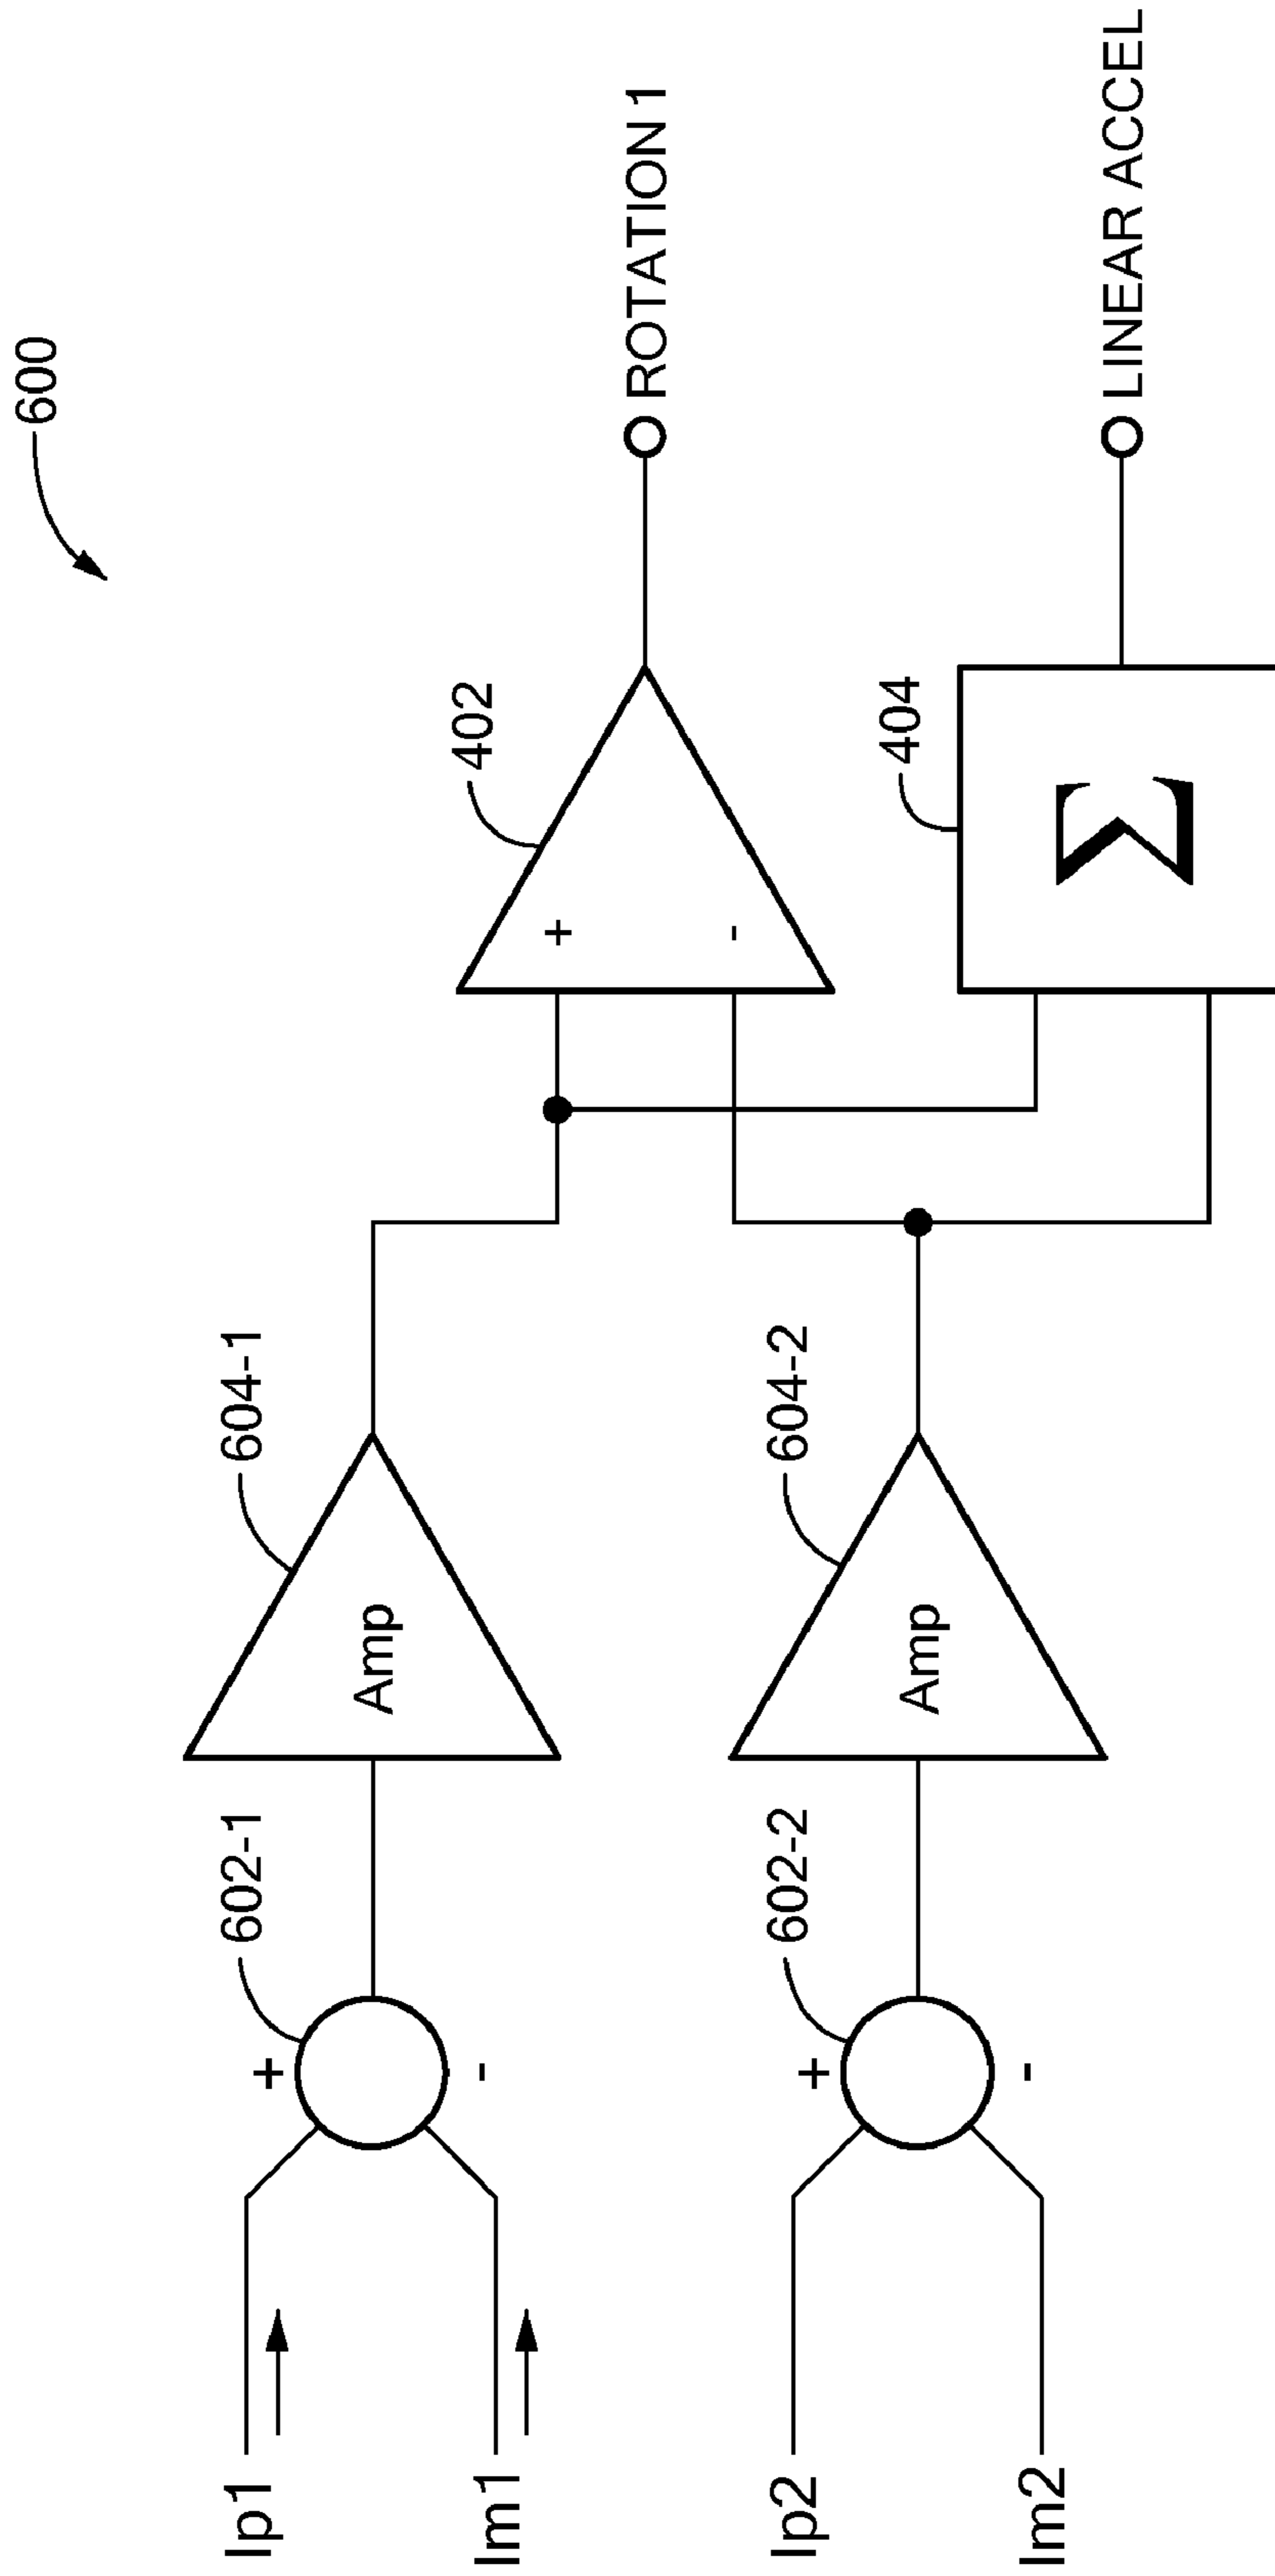 600
Ip1
+
-
602-1
Amp
604-1
Im1
+
-
402
ROTATION 1
Ip2
+
-
602-2
Amp
604-2
Im2
404
Σ
LINEAR ACCEL